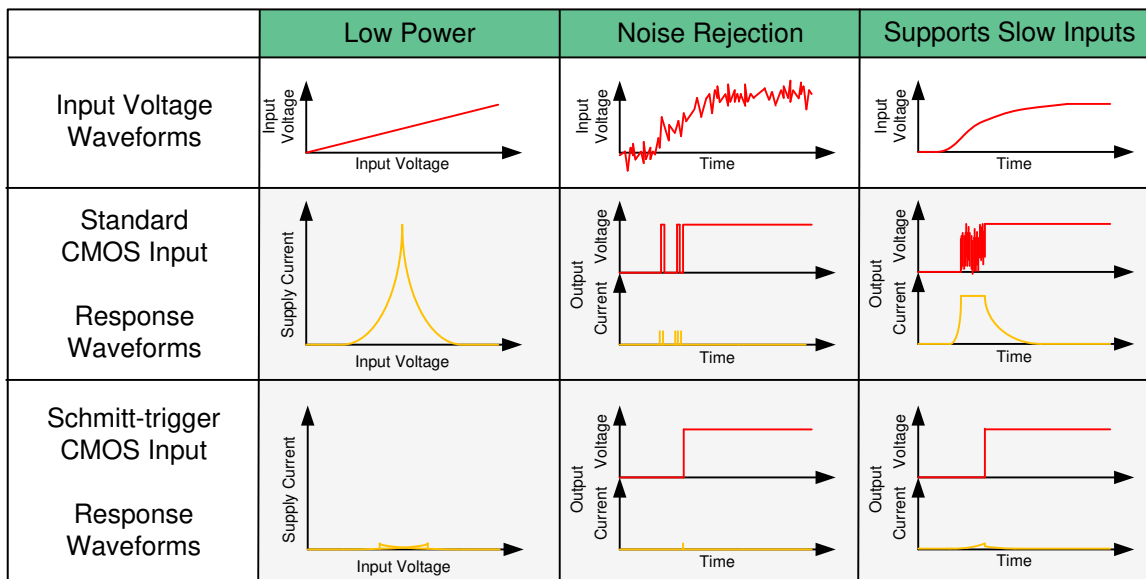 Low Power
Noise Rejection
Supports Slow Inputs
Input Voltage
Waveforms
Input
Voltage
Input Voltage
Input
Voltage
Time
Input
Voltage
Time
Standard
CMOS Input
Response
Waveforms
Supply Current
Input Voltage
Output
Voltage
Current
Time
Output
Voltage
Current
Time
Schmitt-trigger
CMOS Input
Response
Waveforms
Supply Current
Input Voltage
Output
Voltage
Current
Time
Output
Voltage
Current
Time